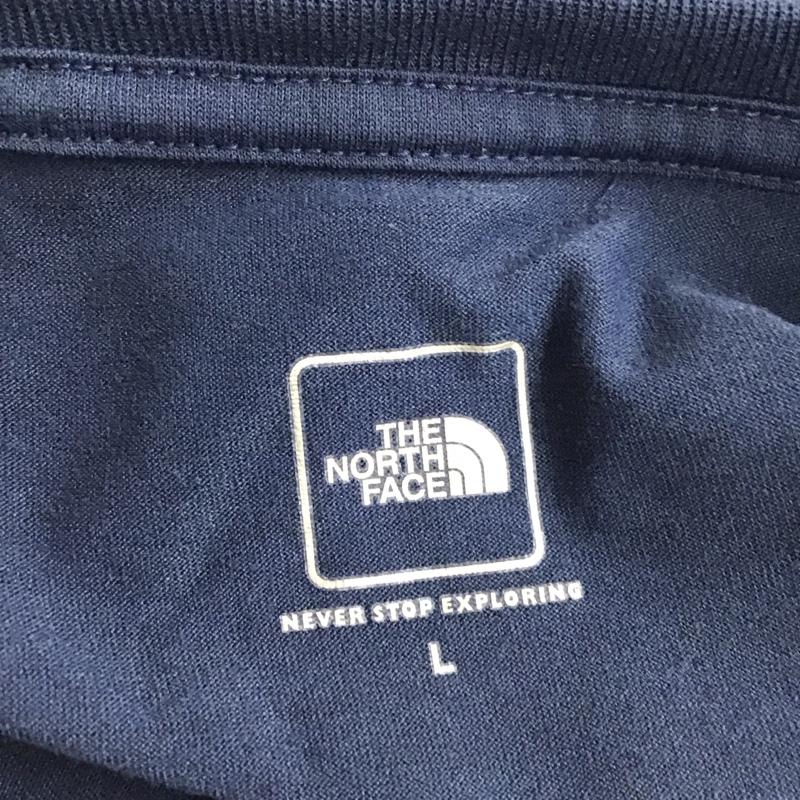 THE
NORTH
FACE
NEVER STOP EXPLORING
L